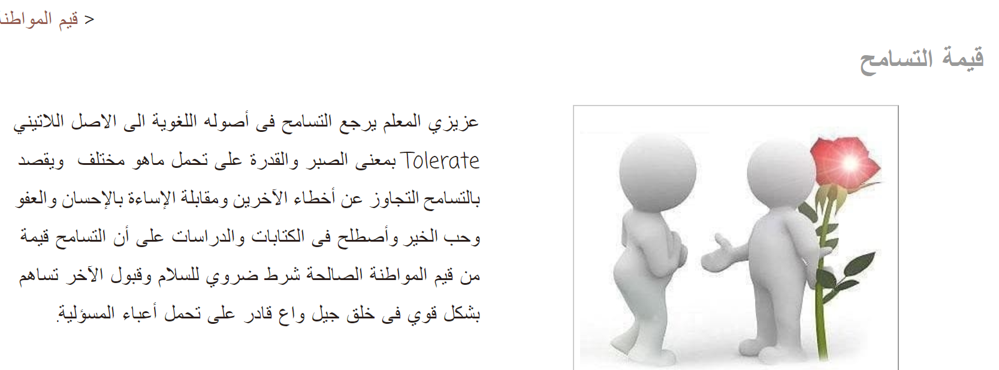 > قيم المواطنة
قيمة التسامح
عزيزي المعلم يرجع التسامح فى أصوله اللغوية الى الاصل اللاتيني
Tolerate بمعنى الصبر والقدرة على تحمل ماهو مختلف ويقصد
بالتسامح التجاوز عن أخطاء الآخرين ومقابلة الإساءة بالإحسان والعفو
وحب الخير وأصطلح فى الكتابات والدراسات على أن التسامح قيمة
من قيم المواطنة الصالحة شرط ضروي للسلام وقبول الآخر تساهم
بشكل قوي فى خلق جيل واع قادر على تحمل أعباء المسؤلية.